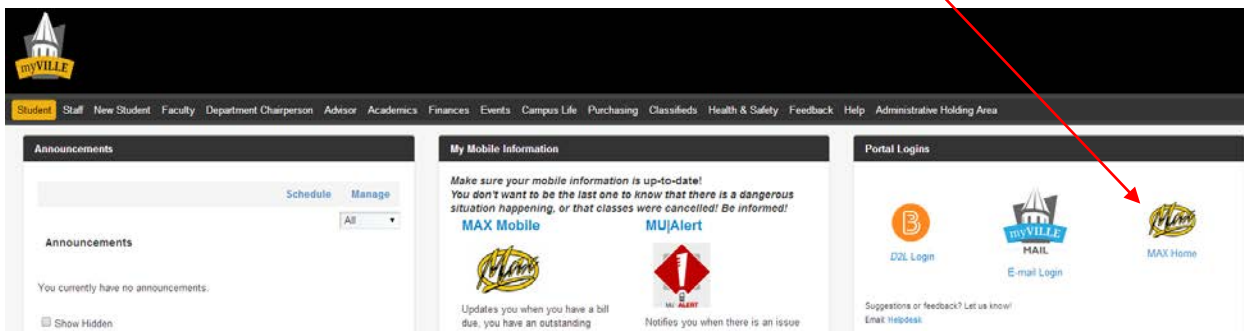 myVILLE
Student Staff New Student Faculty Department Chairperson Advisor Academics Finances Events Campus Life Purchasing Classifieds Health & Safety Feedback Help Administrative Holding Area
Announcements
Schedule Manage
All
Announcements
You currently have no announcements.
Show Hidden
My Mobile Information
Make sure your mobile information is up-to-date!
You don't want to be the last one to know that there is a dangerous
situation happening, or that classes were cancelled! Be informed!
MAX Mobile
Max
Updates you when you have a bill
due, you have an outstanding
MU|Alert
MU ALERT
Notifies you when there is an issue
Portal Logins
B
D2L Login
myVILLE
MAIL
E-mail Login
Max
MAX Home
Suggestions or feedback? Let us know!
Email: Helpdesk